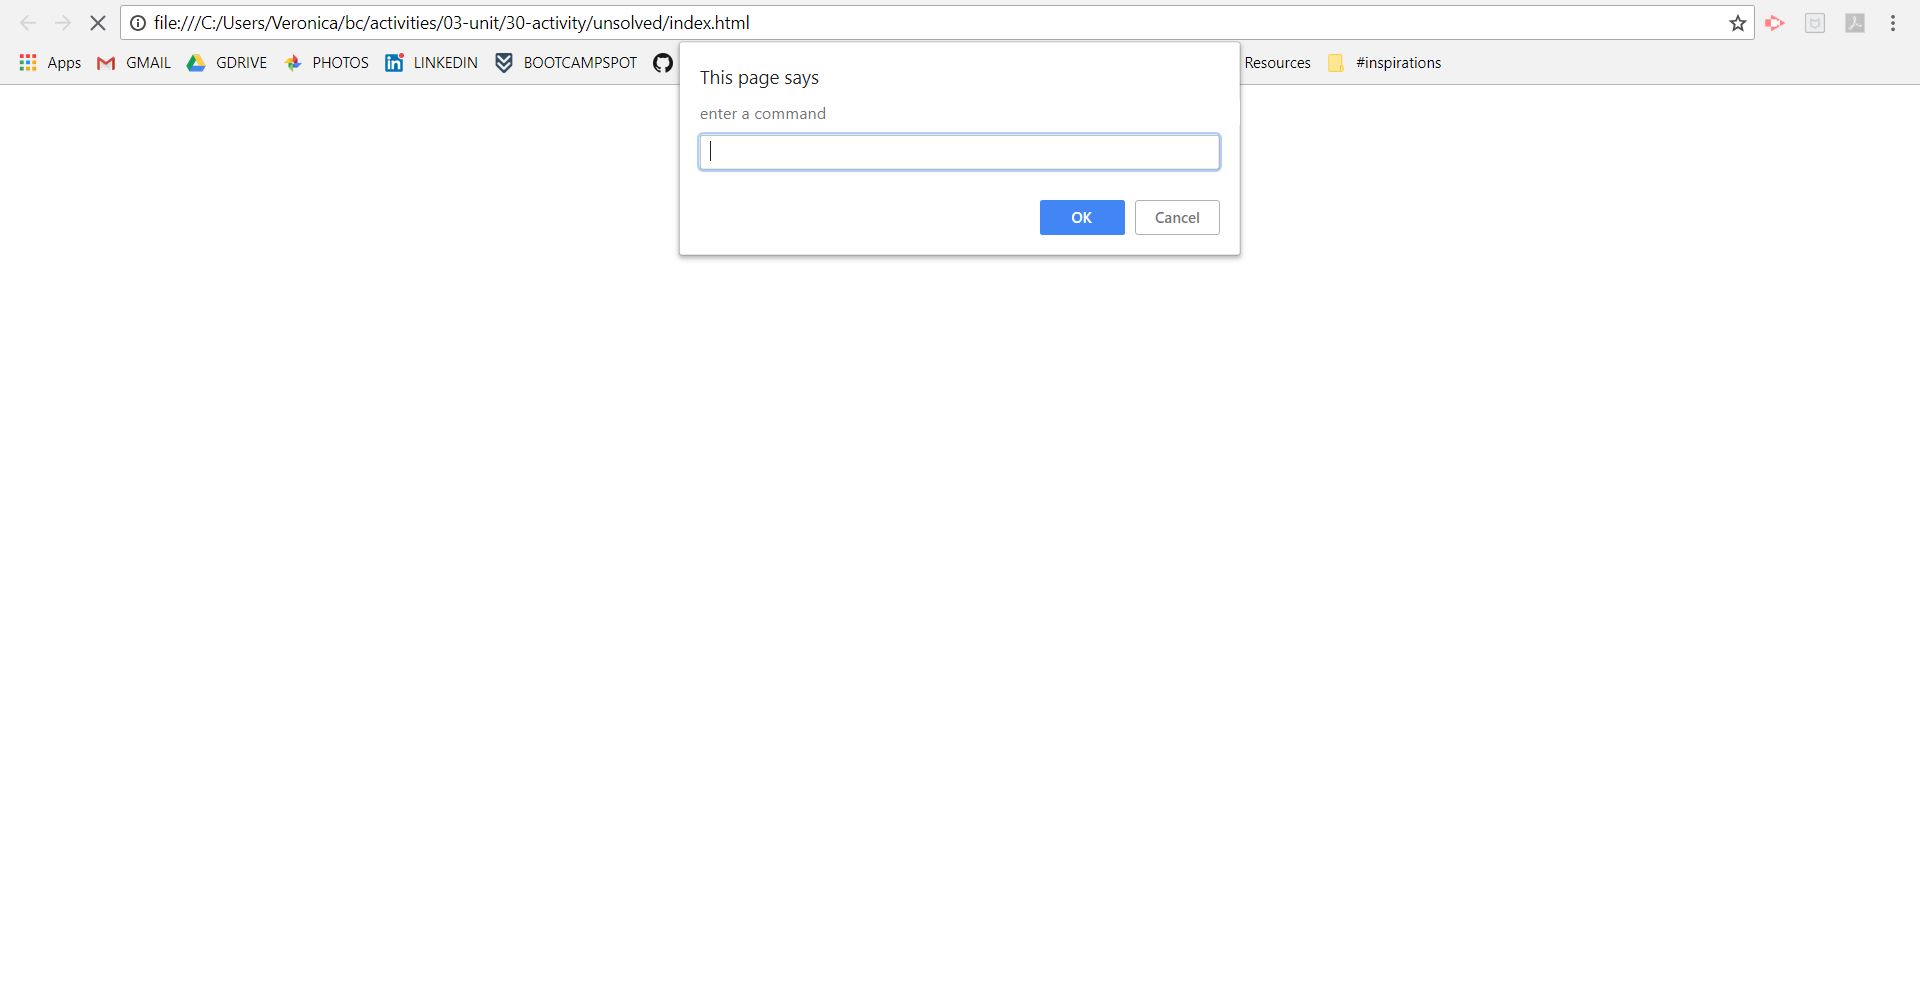 file:///C:/Users/Veronica/bc/activities/03-unit/30-activity/unsolved/index.html
Apps GMAIL GDRIVE PHOTOS LINKEDIN BOOTCAMPSPOT Resources #inspirations
This page says
enter a command
OK Cancel